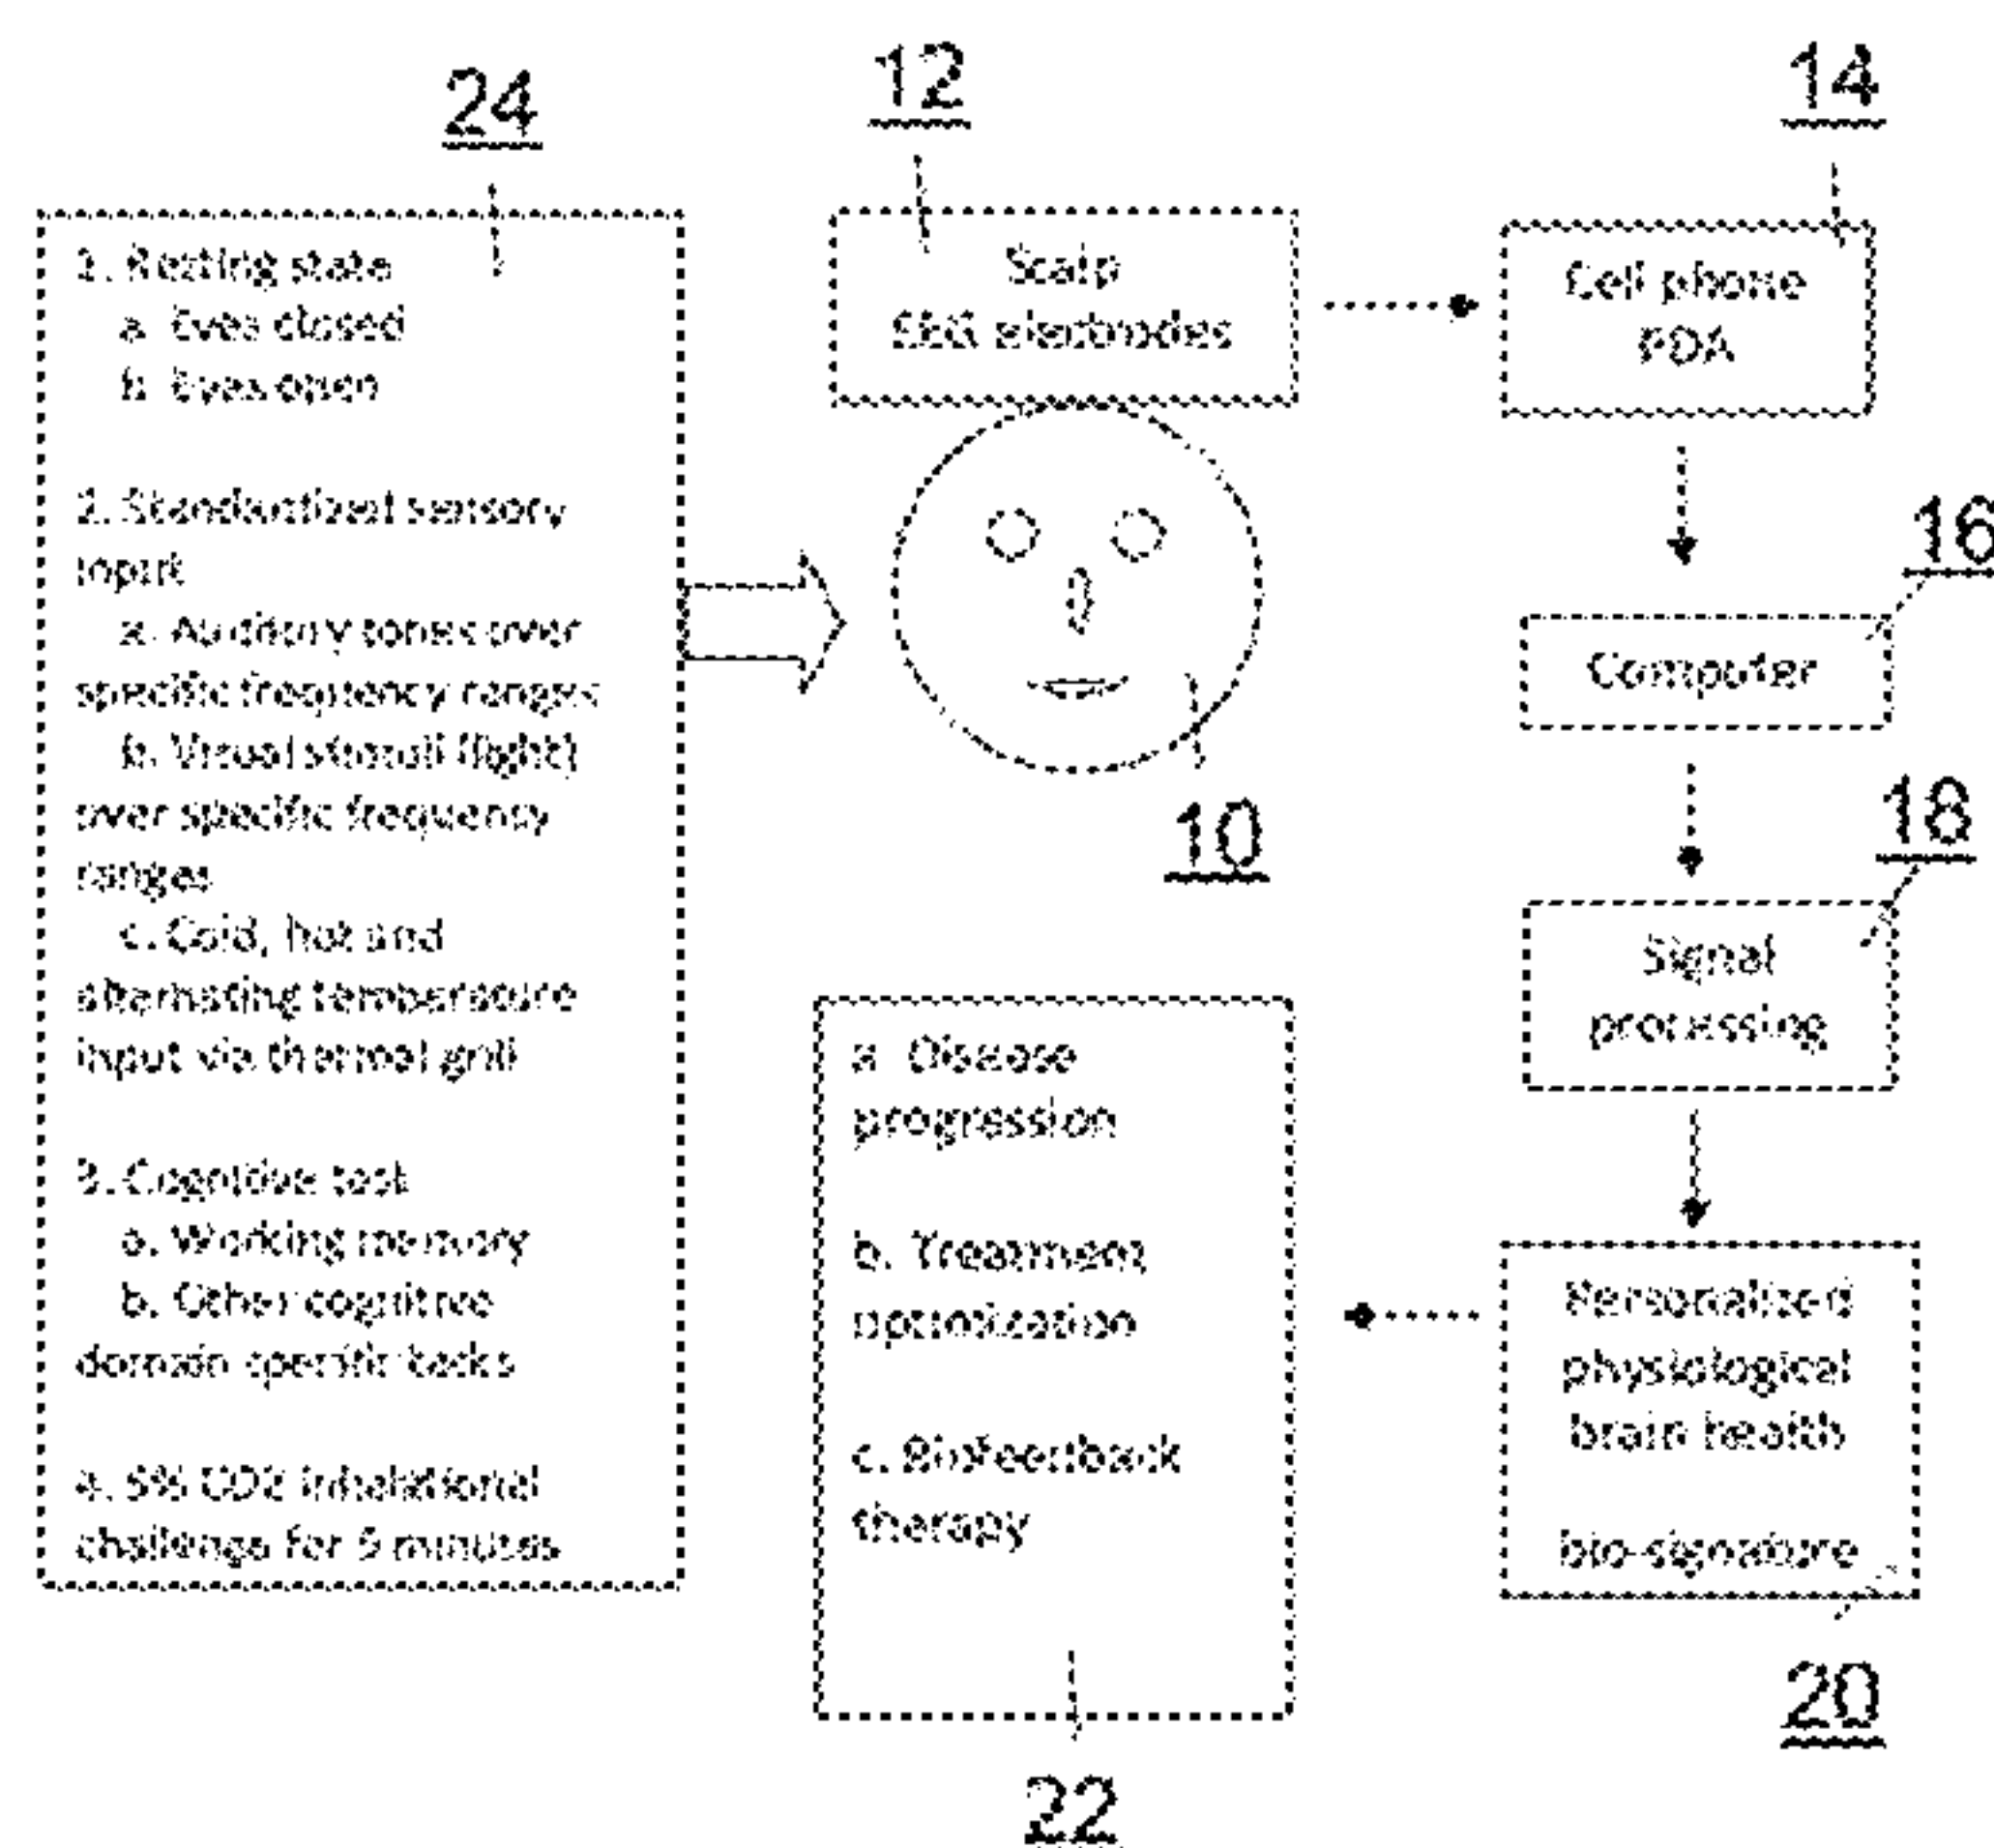 24
1. Resting state
a. Eyes closed
b. Eyes open
2. Standardized sensory
input
a. Auditory tones over
specific frequency ranges
b. Visual stimuli (light)
over specific frequency
ranges
c. Cold, hot and
alternating temperature
input via thermal grill
3. Cognitive task
a. Working memory
b. Other cognitive
domain specific tasks
4. 5% CO2 inhalational
challenge for 5 minutes
12
Scalp
EEG electrodes
10
14
Cell phone
PDA
16
Computer
18
Signal
processing
Personalized
physiological
brain health
bio-signature
20
a. Disease
progression
b. Treatment
optimization
c. Biofeedback
therapy
22